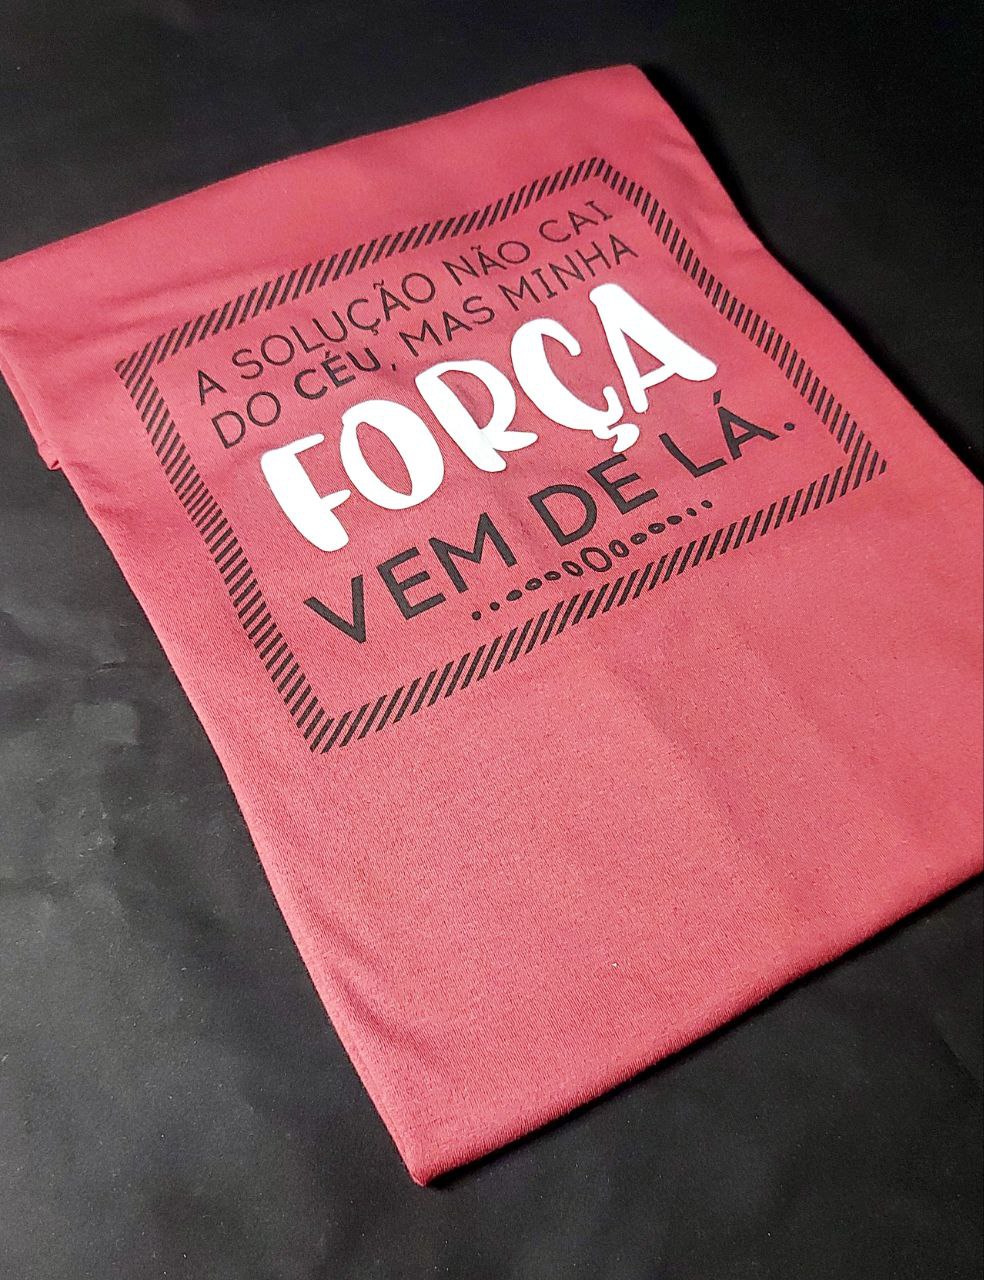 A SOLUÇÃO NÃO CAI
DO CÉU, MAS MINHA
FORÇA
VEM DE LÁ.